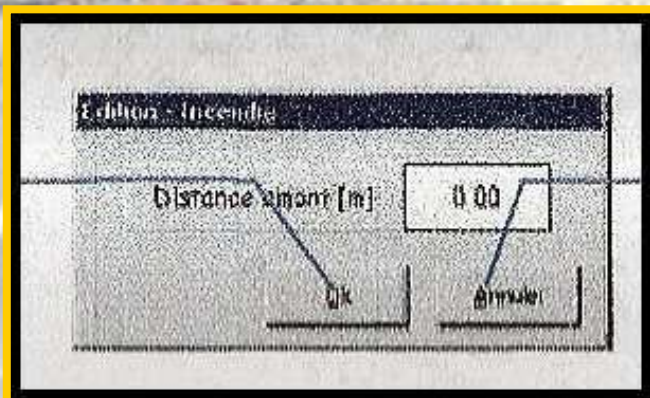 Edition - Incendie
Distance amont [m]
0.00
Ok
Annuler